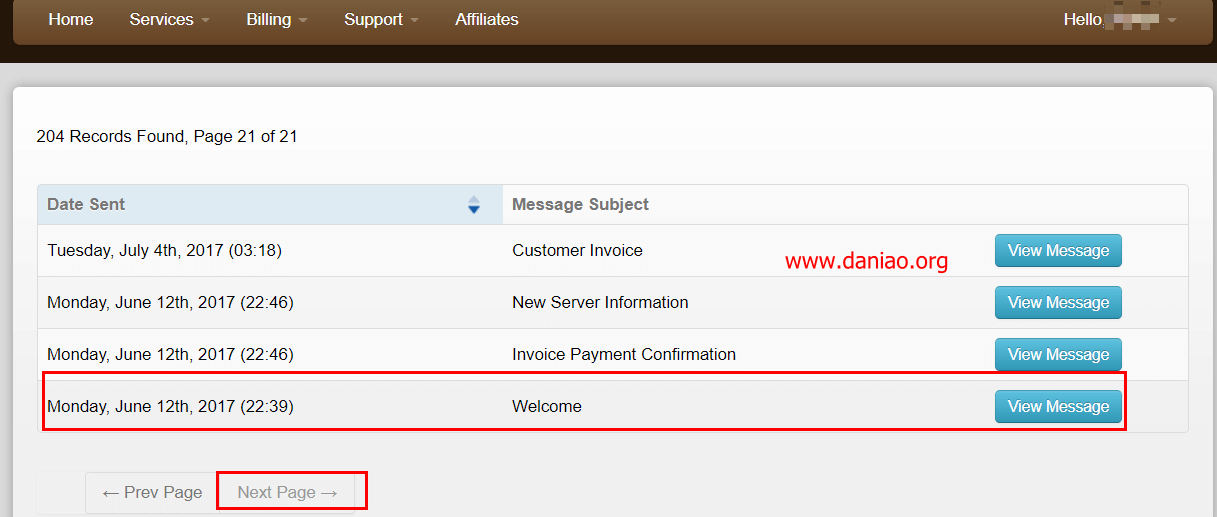 Home Services Billing Support Affiliates Hello,
204 Records Found, Page 21 of 21
Date Sent Message Subject
Tuesday, July 4th, 2017 (03:18) Customer Invoice View Message
www.daniao.org
Monday, June 12th, 2017 (22:46) New Server Information View Message
Monday, June 12th, 2017 (22:46) Invoice Payment Confirmation View Message
Monday, June 12th, 2017 (22:39) Welcome View Message
← Prev Page Next Page →